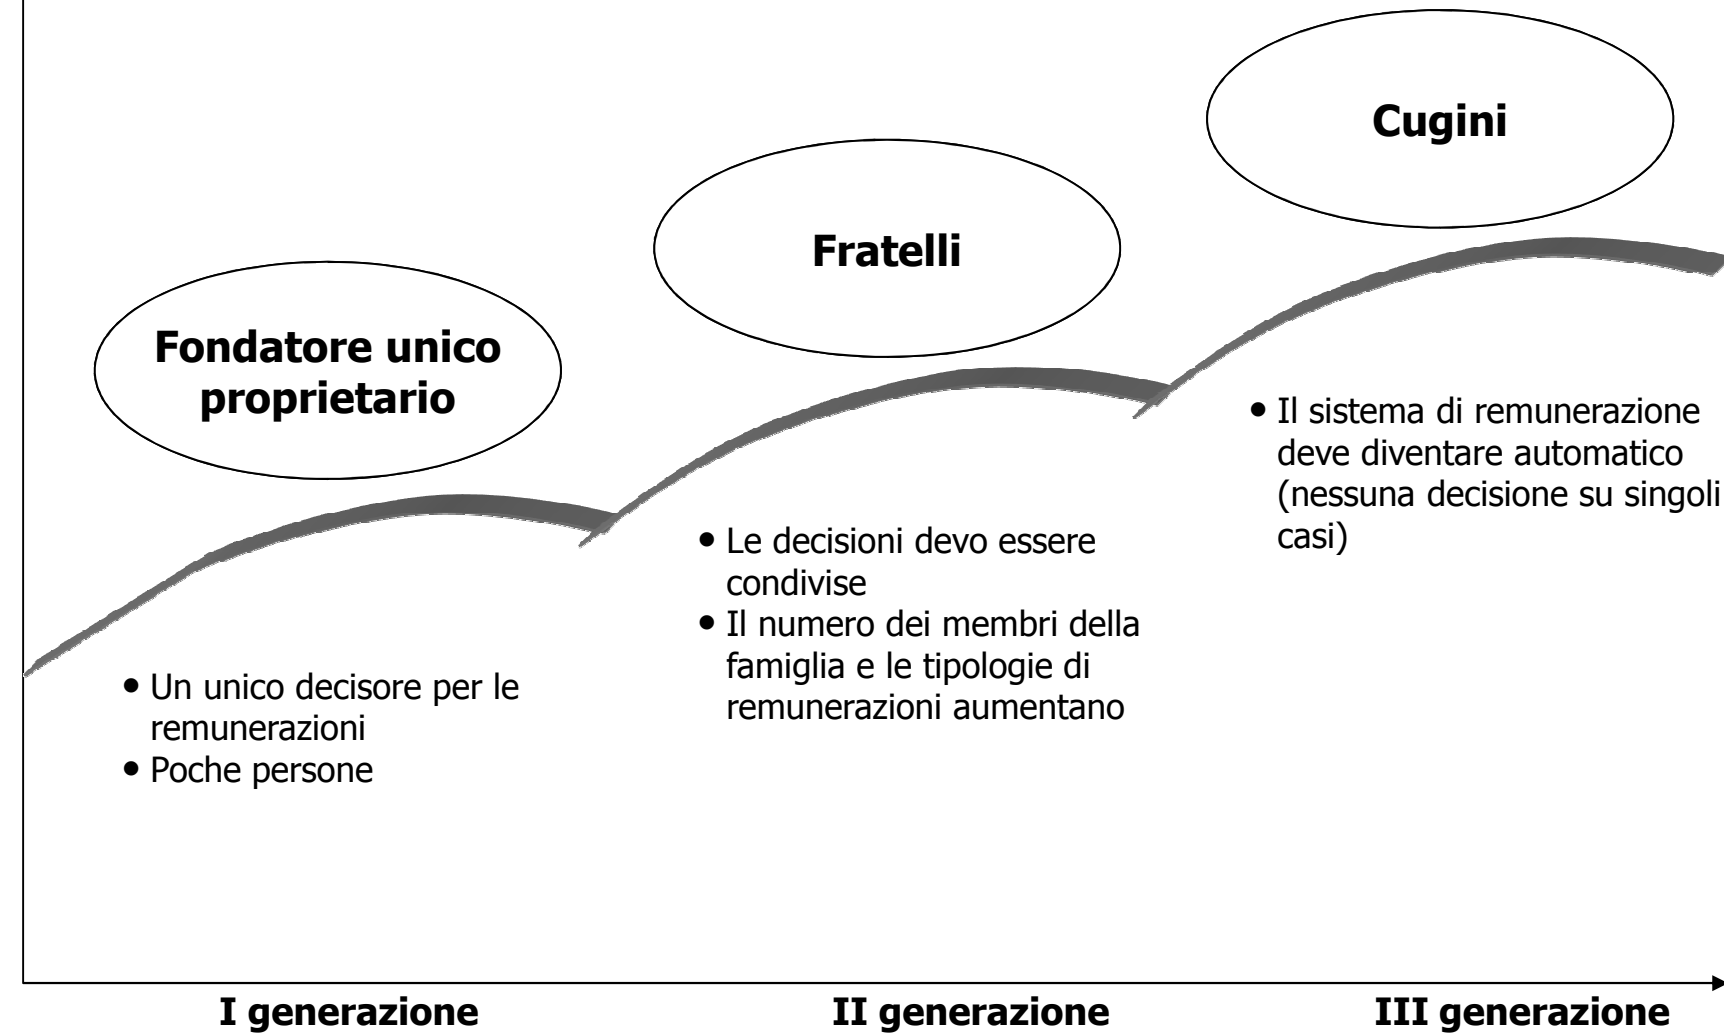 Cugini
Fratelli
Fondatore unico
proprietario
• Il sistema di remunerazione
deve diventare automatico
(nessuna decisione su singoli
casi)
• Le decisioni devo essere
condivise
• Il numero dei membri della
famiglia e le tipologie di
remunerazioni aumentano
• Un unico decisore per le
remunerazioni
• Poche persone
I generazione
II generazione
III generazione